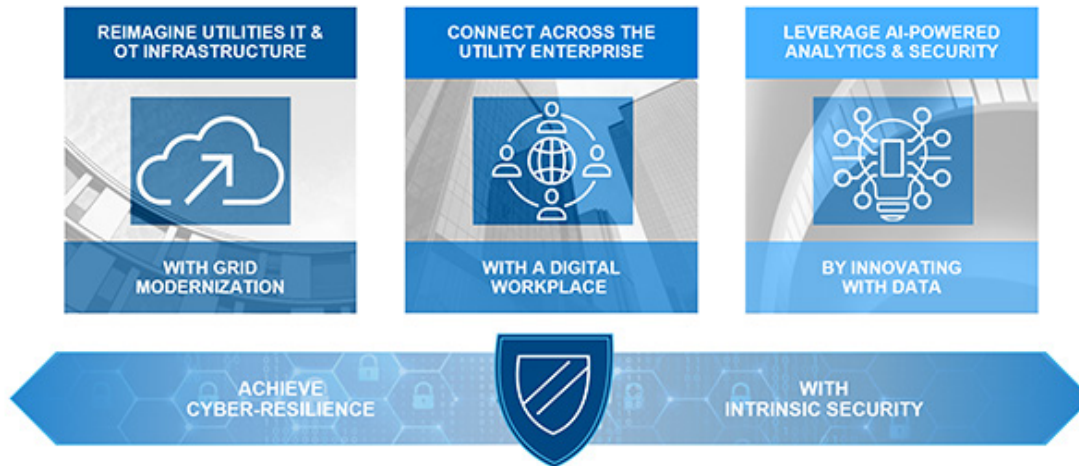 REIMAGINE UTILITIES IT &
OT INFRASTRUCTURE
WITH GRID
MODERNIZATION
CONNECT ACROSS THE
UTILITY ENTERPRISE
WITH A DIGITAL
WORKPLACE
LEVERAGE AI-POWERED
ANALYTICS & SECURITY
BY INNOVATING
WITH DATA
ACHIEVE
CYBER-RESILIENCE
WITH
INTRINSIC SECURITY